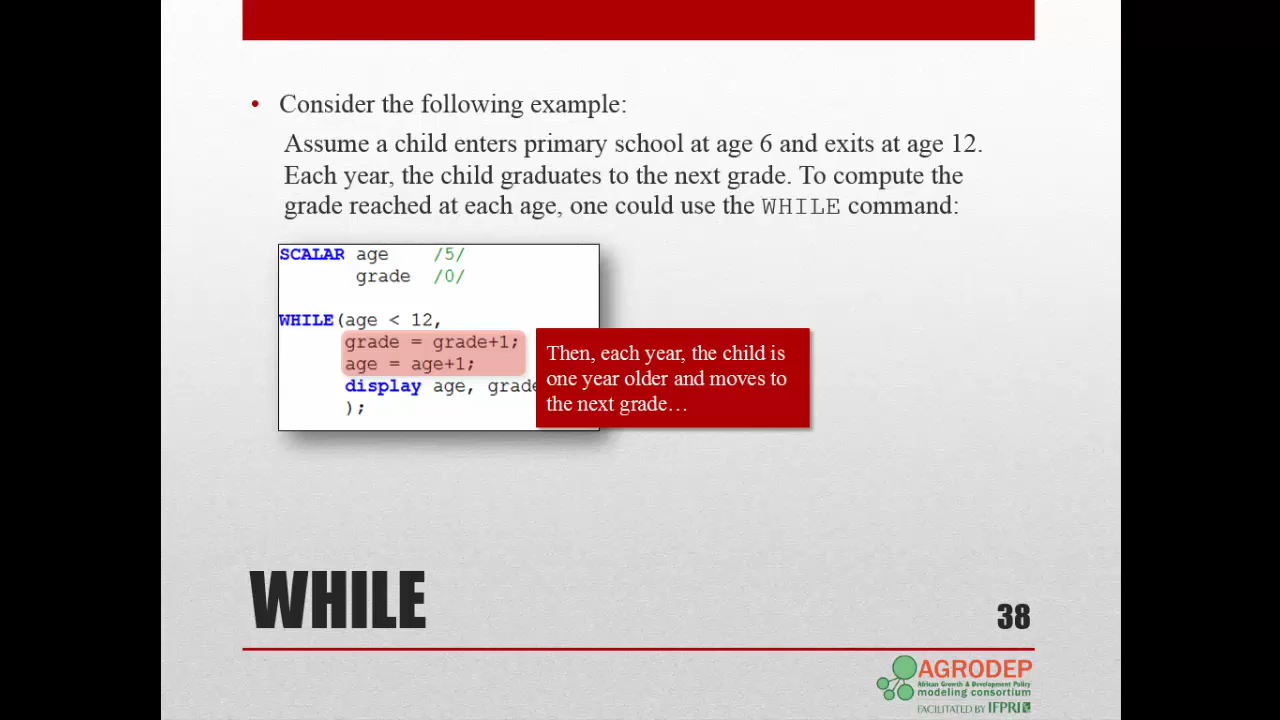 • Consider the following example:
Assume a child enters primary school at age 6 and exits at age 12.
Each year, the child graduates to the next grade. To compute the
grade reached at each age, one could use the WHILE command:
SCALAR age /5/
grade /0/
WHILE(age < 12,
grade = grade+1;
age = age+1;
display age, grade
);
Then, each year, the child is
one year older and moves to
the next grade…
WHILE
38
AGRODEP
African Growth & Development Policy
modeling consortium
FACILITATED BY IFPRI